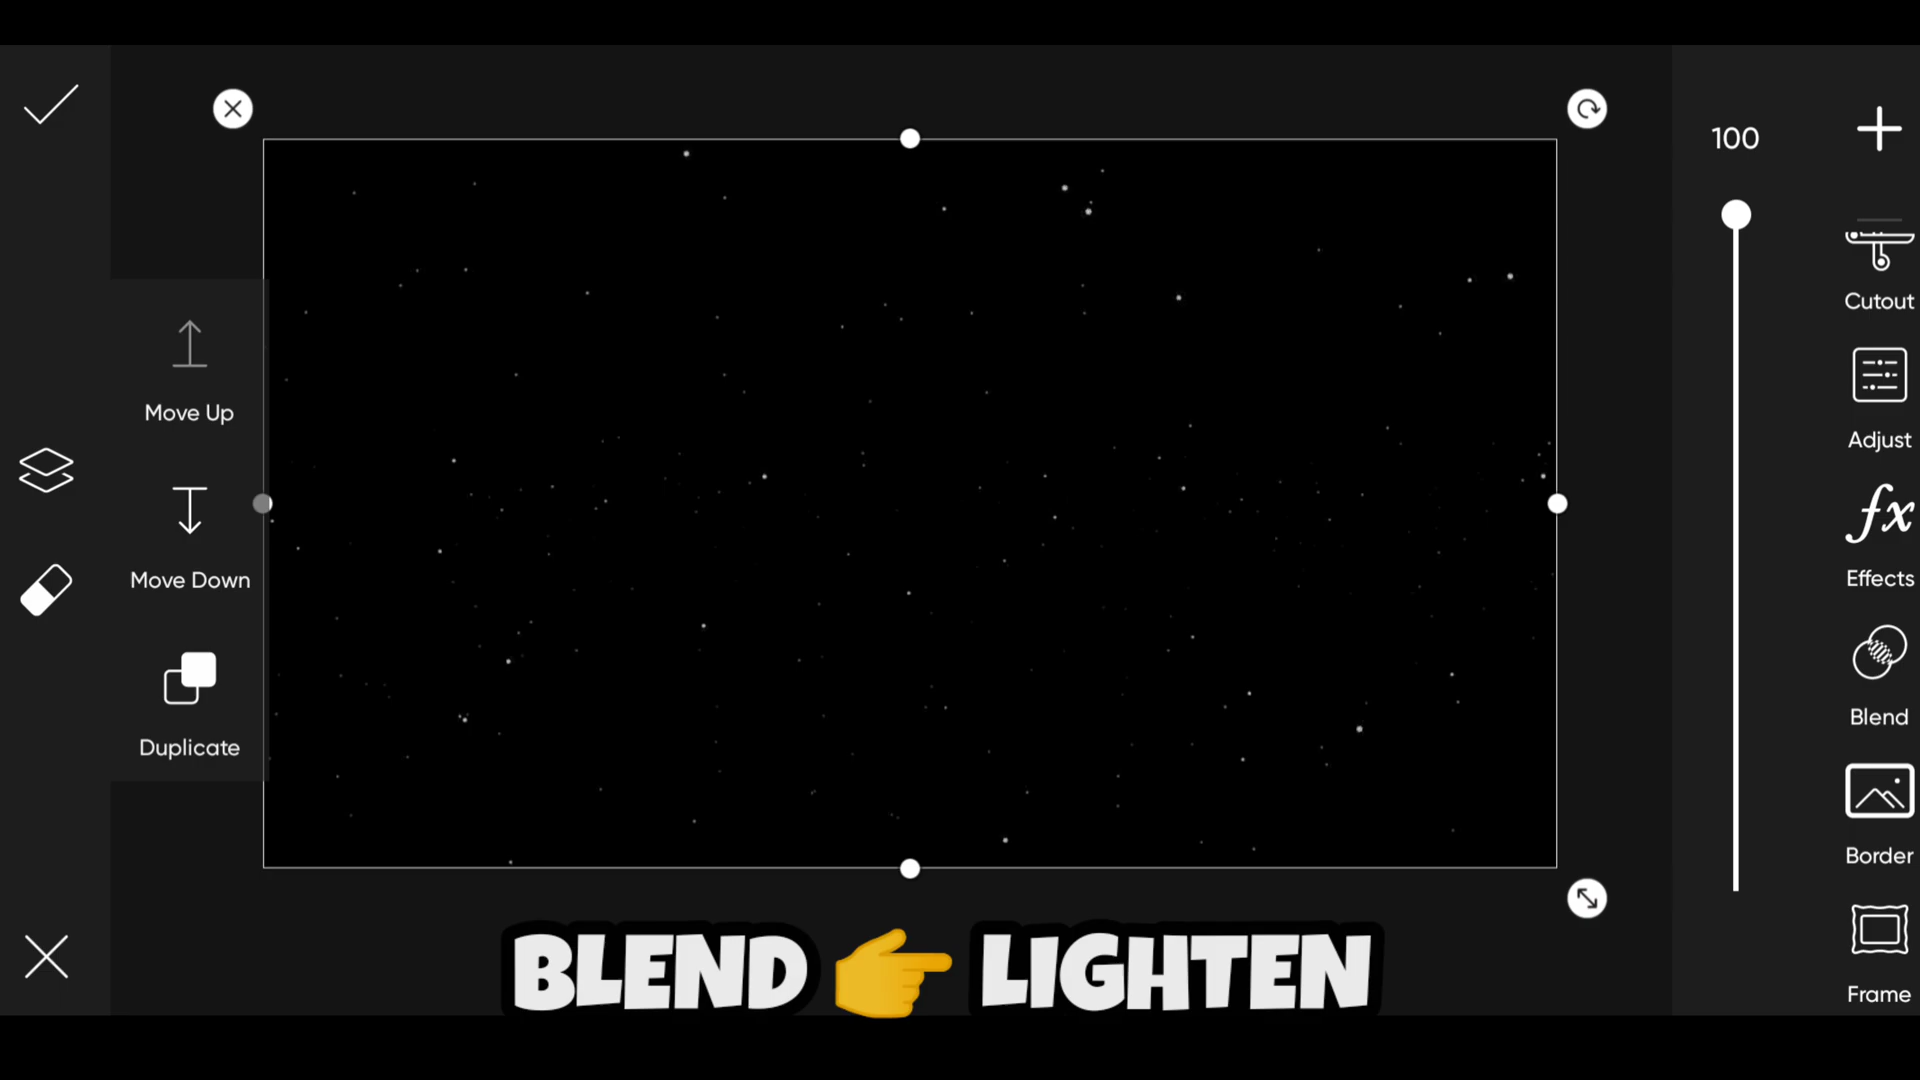 100
Cutout
Adjust
Effects
Blend
Border
Frame
Move Up
Move Down
Duplicate
BLEND 👉 LIGHTEN